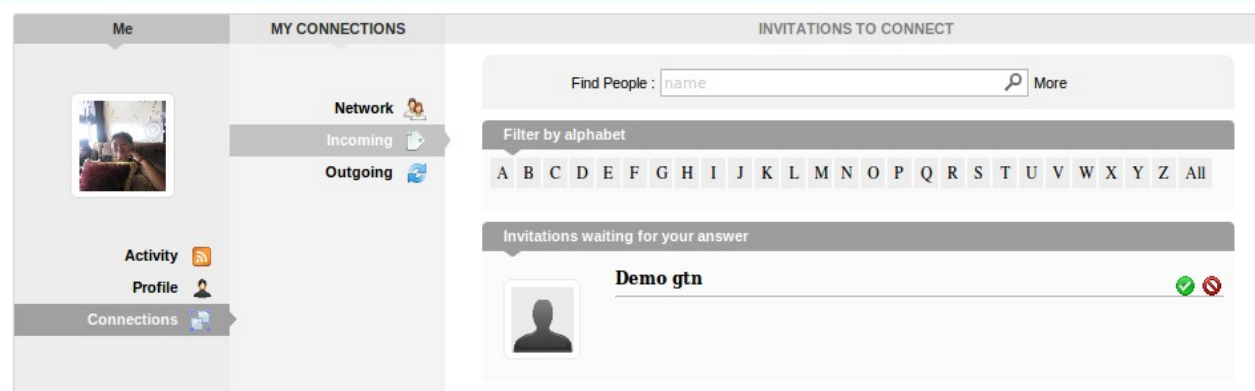 Me
MY CONNECTIONS
INVITATIONS TO CONNECT
Find People : name More
Network
Incoming
Outgoing
Filter by alphabet
A B C D E F G H I J K L M N O P Q R S T U V W X Y Z All
Invitations waiting for your answer
Demo gtn
Activity
Profile
Connections